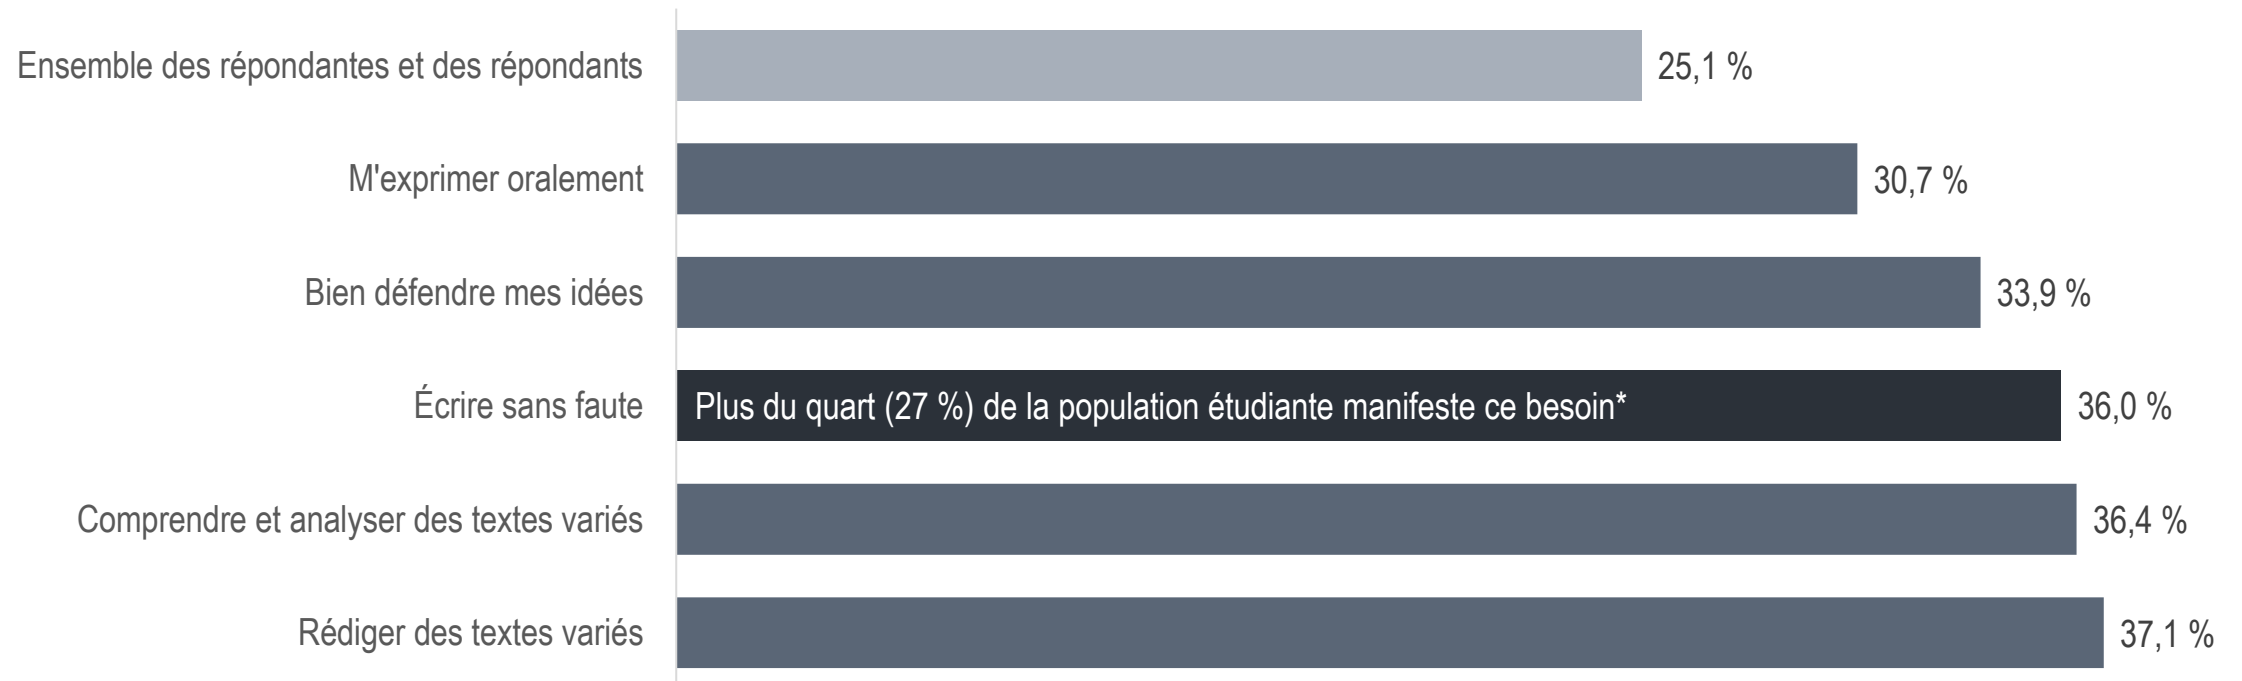 Ensemble des répondantes et des répondants 25,1 %
M'exprimer oralement 30,7 %
Bien défendre mes idées 33,9 %
Écrire sans faute Plus du quart (27 %) de la population étudiante manifeste ce besoin* 36,0 %
Comprendre et analyser des textes variés 36,4 %
Rédiger des textes variés 37,1 %